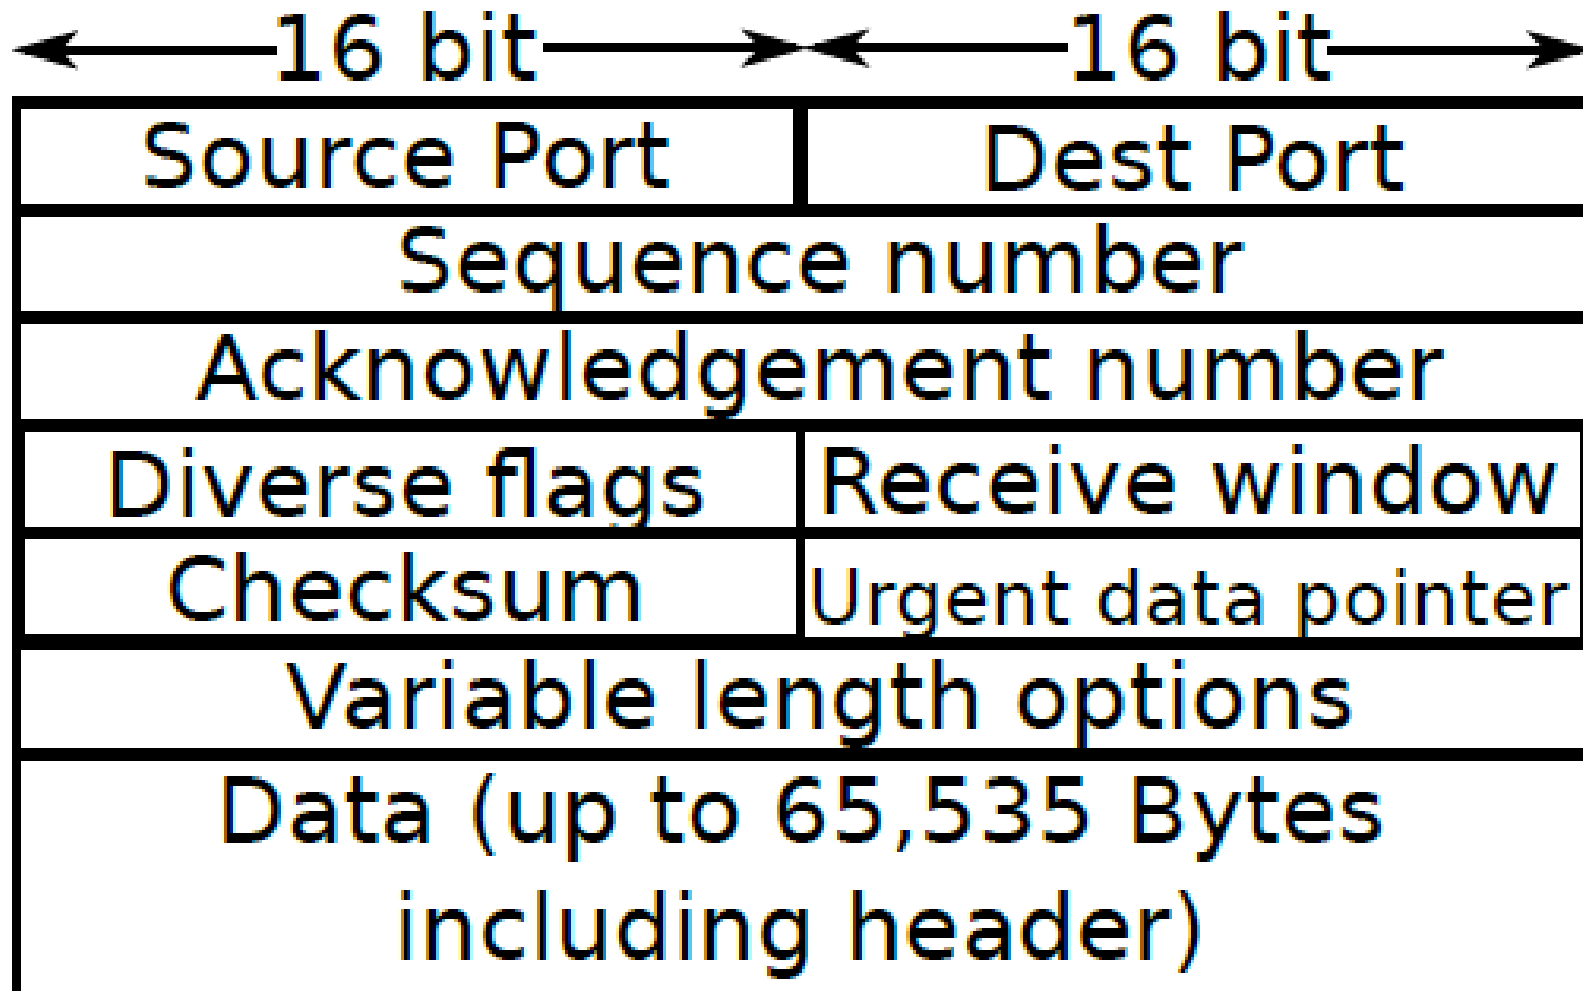 16 bit 16 bit
Source Port Dest Port
Sequence number
Acknowledgement number
Diverse flags Receive window
Checksum Urgent data pointer
Variable length options
Data (up to 65,535 Bytes
including header)